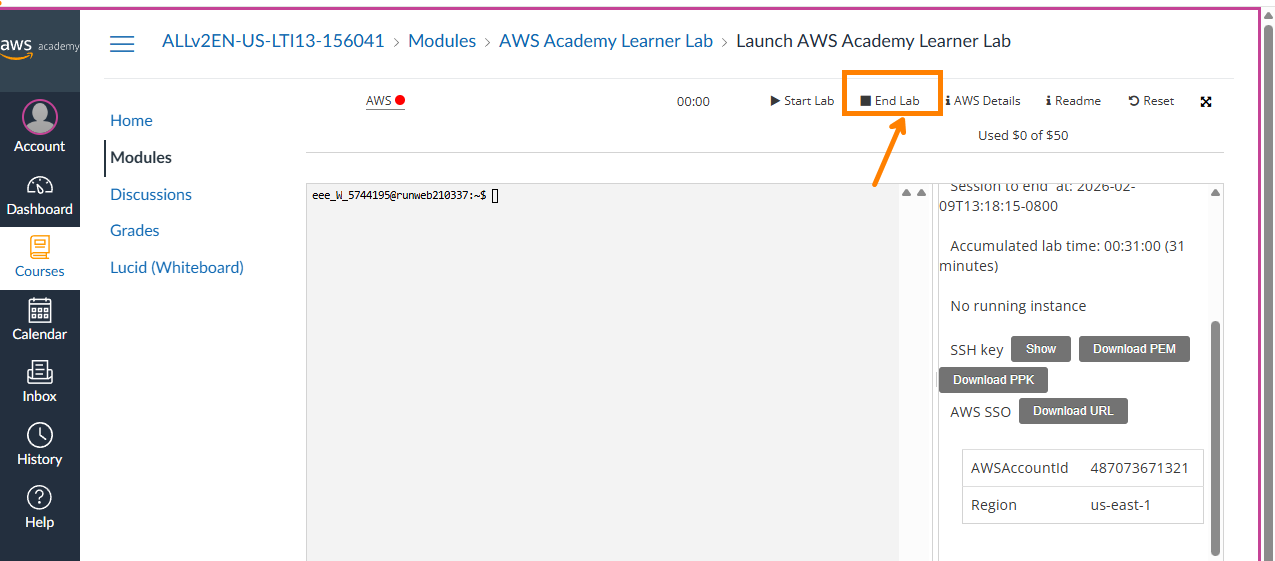 aws academy
Account
Dashboard
Courses
Calendar
Inbox
History
Help
ALLv2EN-US-LTI13-156041 › Modules › AWS Academy Learner Lab › Launch AWS Academy Learner Lab
Home
Modules
Discussions
Grades
Lucid (Whiteboard)
AWS 00:00 Start Lab End Lab AWS Details Readme Reset
Used $0 of $50
eee_W_5744195@runweb210337:~$
Session to end at: 2026-02-
09T13:18:15-0800
Accumulated lab time: 00:31:00 (31
minutes)
No running instance
SSH key Show Download PEM
Download PPK
AWS SSO Download URL
AWSAccountId 487073671321
Region us-east-1